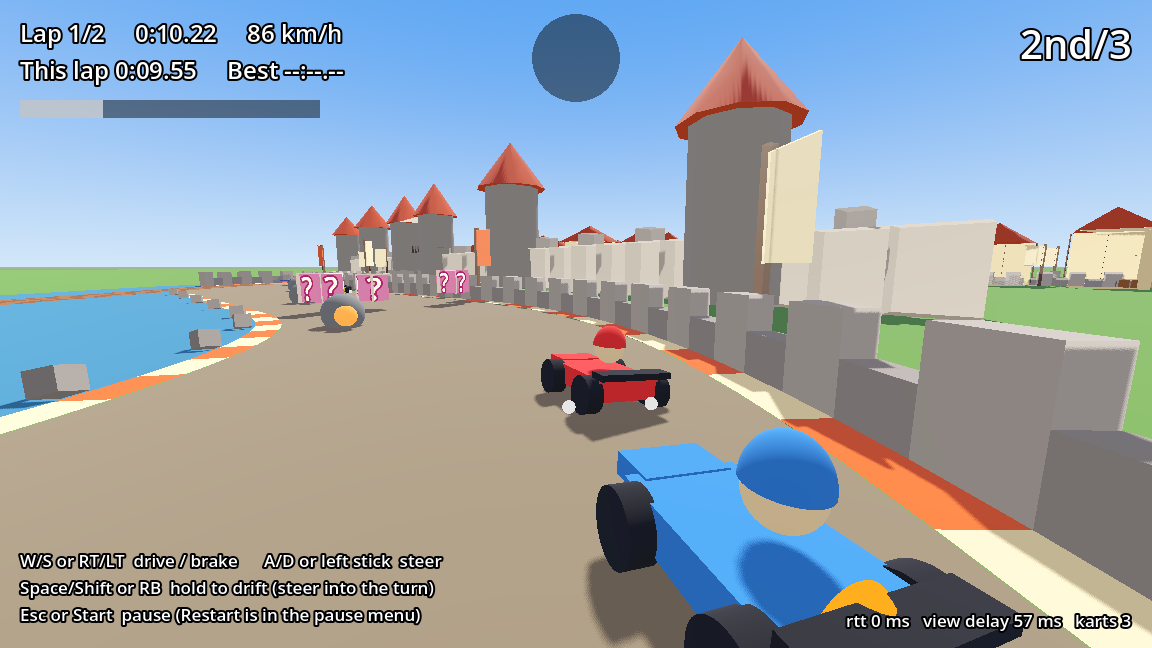 Lap 1/2 0:10.22 86 km/h
This lap 0:09.55 Best --:--.--
2nd/3
? ? ? ? ?
W/S or RT/LT drive / brake A/D or left stick steer
Space/Shift or RB hold to drift (steer into the turn)
Esc or Start pause (Restart is in the pause menu)
rtt 0 ms view delay 57 ms karts 3